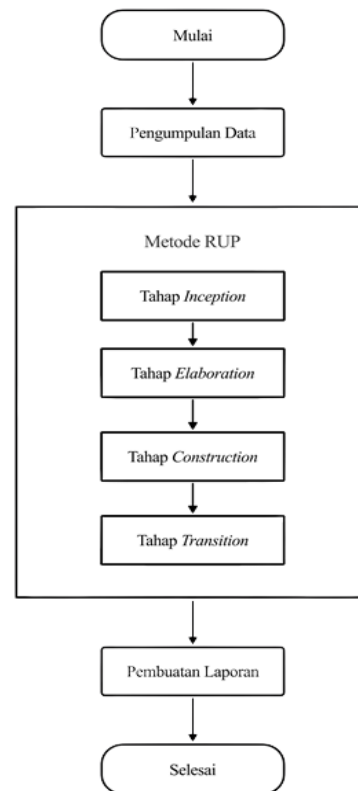 Mulai
Pengumpulan Data
Metode RUP
Tahap Inception
Tahap Elaboration
Tahap Construction
Tahap Transition
Pembuatan Laporan
Selesai